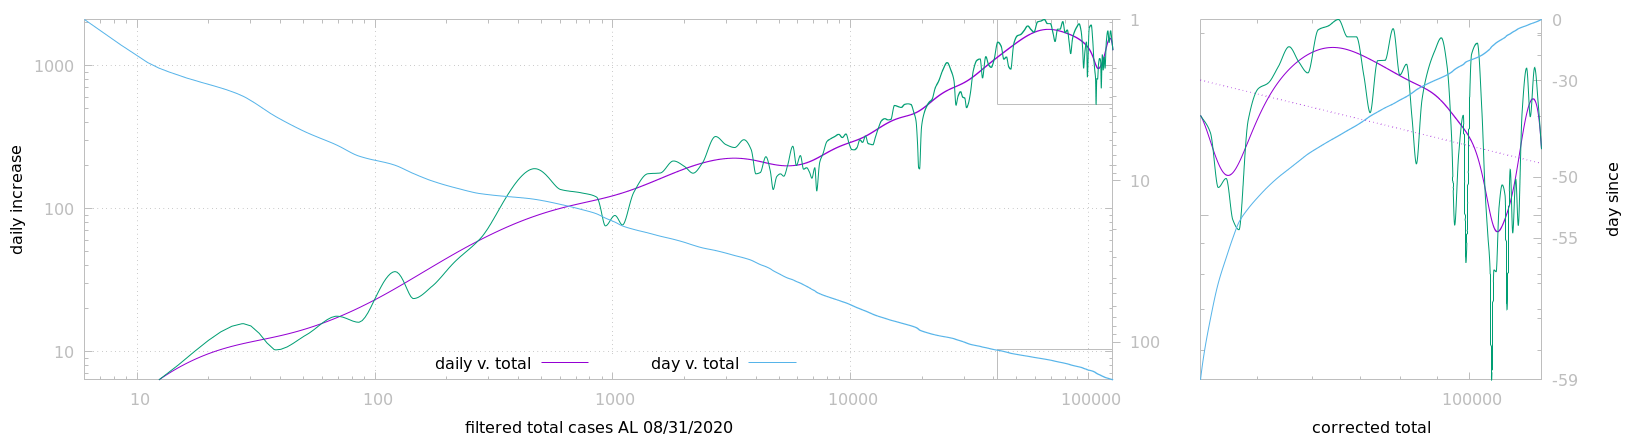 daily increase
1000
100
10
10
100
1000
10000
100000
1
10
100
daily v. total
day v. total
filtered total cases AL 08/31/2020
0
-30
-50
-55
-59
100000
day since
corrected total